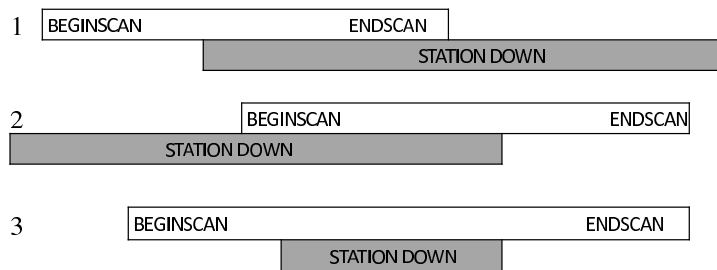 1 BEGINSCAN ENDSCAN
STATION DOWN
2 BEGINSCAN ENDSCAN
STATION DOWN
3 BEGINSCAN ENDSCAN
STATION DOWN